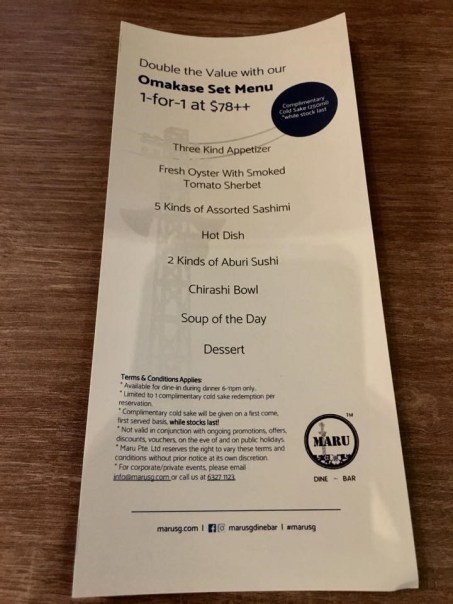 Double the Value with our
Omakase Set Menu
1-for-1 at $78++
Complimentary
Cold Sake (250ml)
*while stock last
Three Kind Appetizer
Fresh Oyster With Smoked
Tomato Sherbet
5 Kinds of Assorted Sashimi
Hot Dish
2 Kinds of Aburi Sushi
Chirashi Bowl
Soup of the Day
Dessert
Terms & Conditions Applies:
* Available for dine-in during dinner 6-11pm only.
* Limited to 1 complimentary cold sake redemption per
reservation.
* Complimentary cold sake will be given on a first come,
first served basis, while stocks last!
* Not valid in conjunction with ongoing promotions, offers,
discounts, vouchers, on the eve of and on public holidays.
* Maru Pte. Ltd reserves the right to vary these terms and
conditions without prior notice at its own discretion.
* For corporate/private events, please email
info@marusg.com or call us at 6327 1123.
TM
MARU
DINE - BAR
marusg.com | marusgdinebar | #marusg